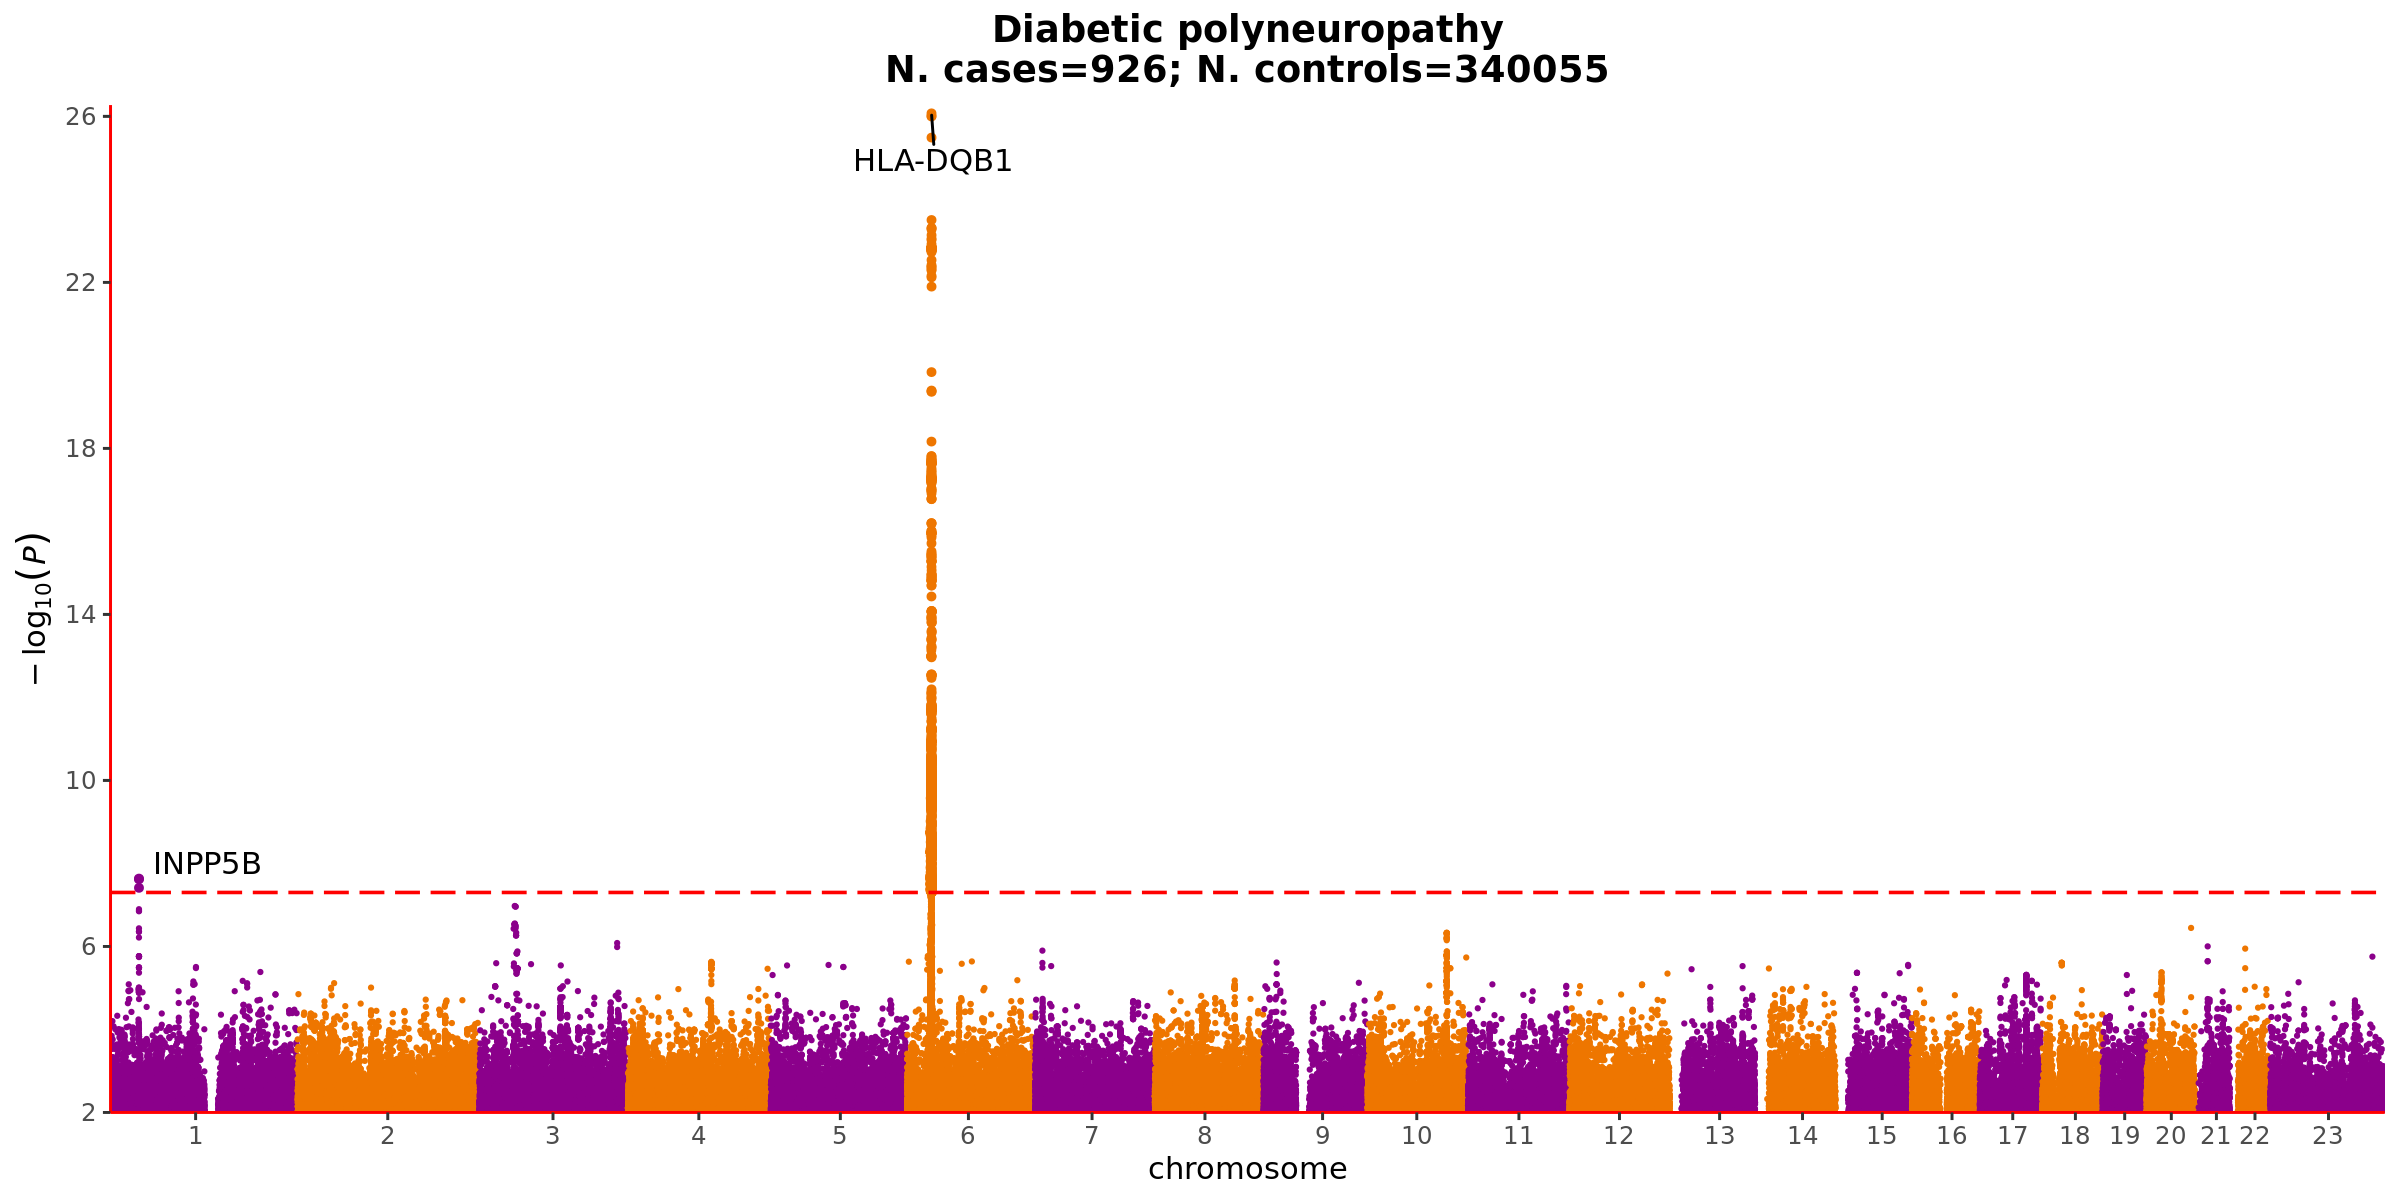 Diabetic polyneuropathy
N. cases=926; N. controls=340055
26
22
18
14
10
6
2
−log10(P)
HLA-DQB1
INPP5B
1 2 3 4 5 6 7 8 9 10 11 12 13 14 15 16 17 18 19 20 21 22 23
chromosome